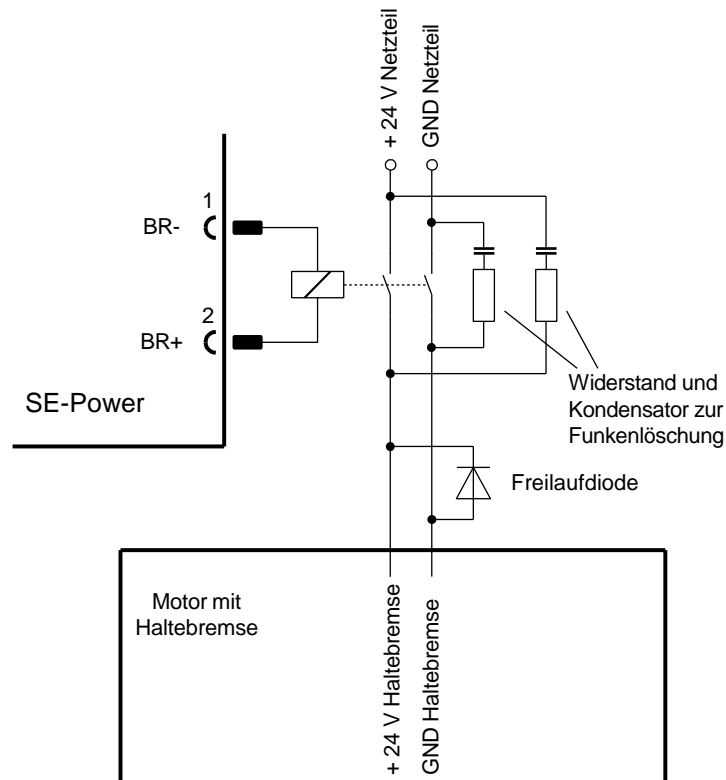 + 24 V Netzteil
GND Netzteil
1
BR-
2
BR+
SE-Power
Widerstand und
Kondensator zur
Funkenlöschung
Freilaufdiode
Motor mit
Haltebremse
+ 24 V Haltebremse
GND Haltebremse